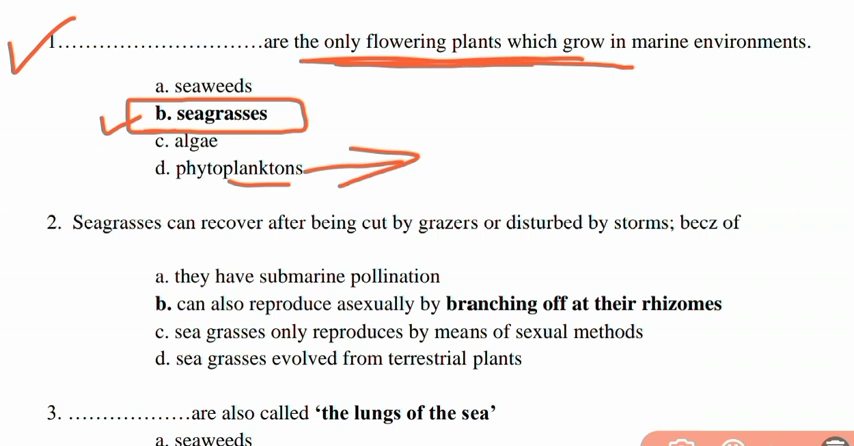 1..............................are the only flowering plants which grow in marine environments.
a. seaweeds
b. seagrasses
c. algae
d. phytoplanktons
2. Seagrasses can recover after being cut by grazers or disturbed by storms; becz of
a. they have submarine pollination
b. can also reproduce asexually by branching off at their rhizomes
c. sea grasses only reproduces by means of sexual methods
d. sea grasses evolved from terrestrial plants
3. ..................are also called ‘the lungs of the sea’
a. seaweeds